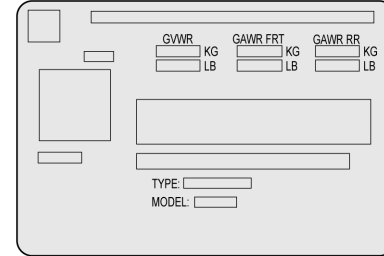 GVWR GAWR FRT GAWR RR
KG KG KG
LB LB LB
TYPE:
MODEL: